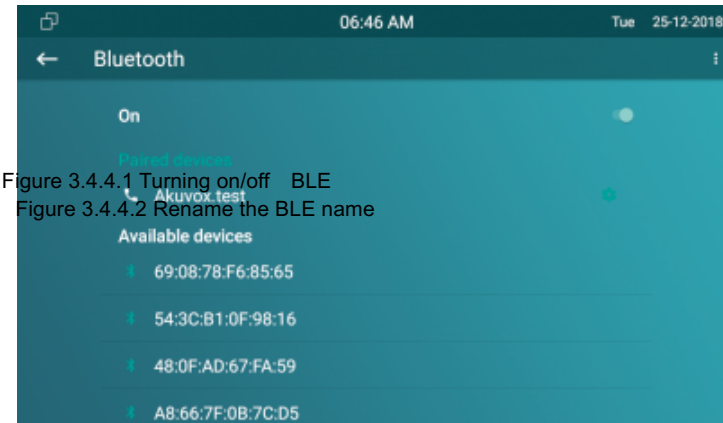 06:46 AM Tue 25-12-2018
Bluetooth
On
Paired devices
Figure 3.4.4.1 Turning on/off BLE
Akuvox.test
Figure 3.4.4.2 Rename the BLE name
Available devices
69:08:78:F6:85:65
54:3C:B1:0F:98:16
48:0F:AD:67:FA:59
A8:66:7F:0B:7C:D5